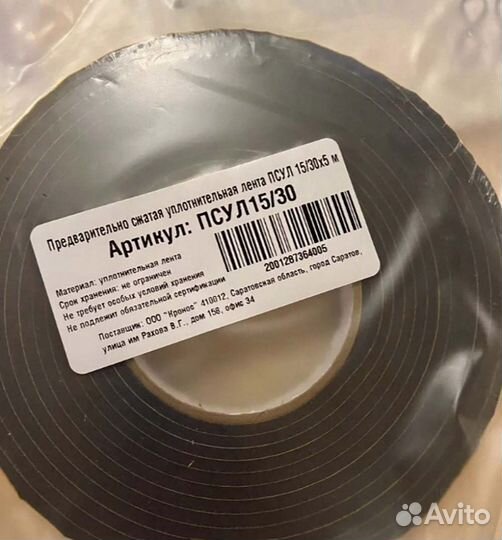 Предварительно сжатая уплотнительная лента ПСУЛ 15/30х5 м
Артикул: ПСУЛ15/30
Материал: уплотнительная лента
Срок хранения: не ограничен
Не требует особых условий хранения
Не подлежит обязательной сертификации
2001287364005
Поставщик: ООО "Кронос" 410012, Саратовская область, город Саратов,
улица им Рахова В.Г., дом 158, офис 34
Avito